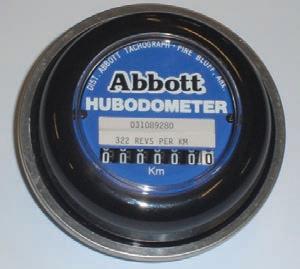 DIST. ABBOTT TACHOGRAPH - PINE BLUFF, ARK.
Abbott
HUBODOMETER
031089280
322 REVS PER KM
0000000
Km